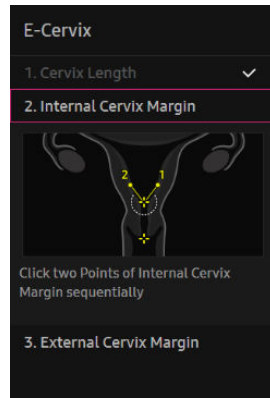 E-Cervix
1. Cervix Length
2. Internal Cervix Margin
2 1
Click two Points of Internal Cervix
Margin sequentially
3. External Cervix Margin